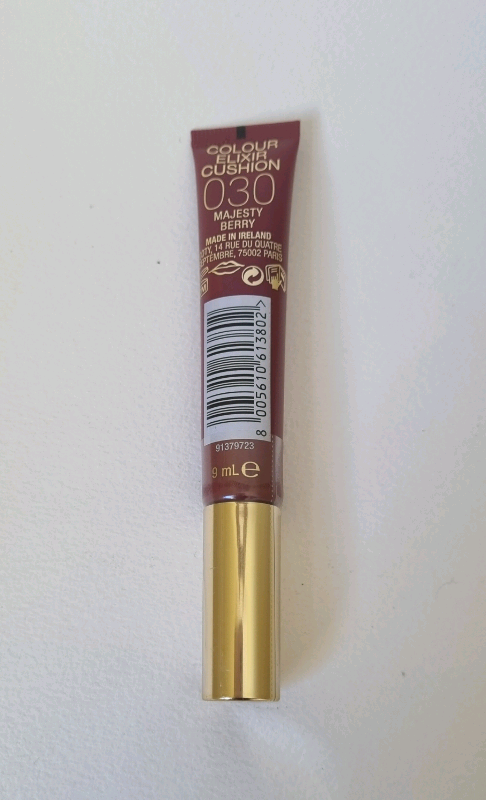 COLOUR
ELIXIR
CUSHION
030
MAJESTY
BERRY
MADE IN IRELAND
14 RUE DU QUATRE
75002 PARIS
8 005610 613802 >
91379723
9 mL e